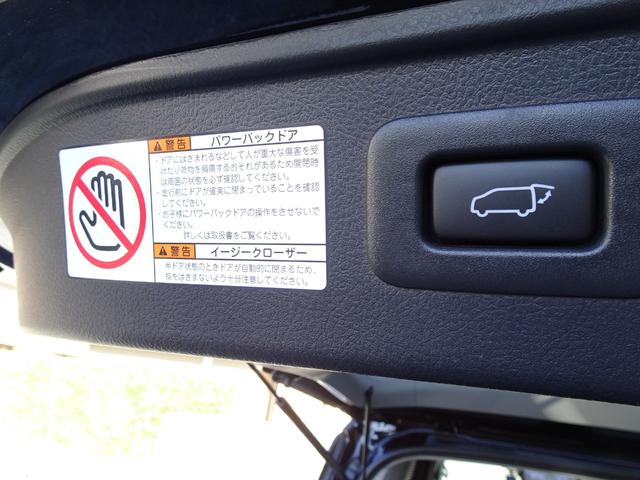 警告 パワーバックドア
・ドアにはさまれるなどして人が重大な傷害を受
けたり荷物を損傷するおそれがあるため開閉時
は周囲の状態を必ず確認してください。
・走行前にドアが確実に閉まっていることを確認
してください。
・お子様にパワーバックドアの操作をさせないで
ください。
詳しくは取扱書をご覧ください。
警告 イージークローザー
半ドア状態のときドアが自動的に閉まるため、
指をはさまないよう十分注意してください。